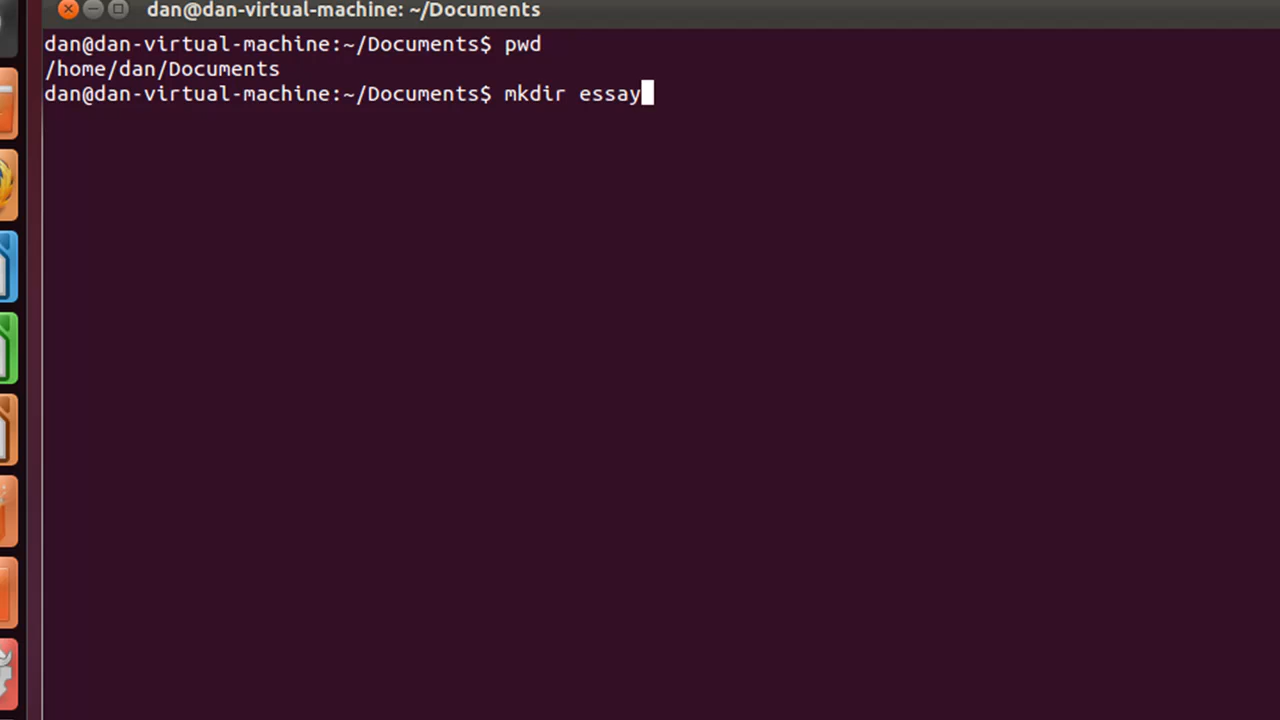 dan@dan-virtual-machine: ~/Documents
dan@dan-virtual-machine:~/Documents$ pwd
/home/dan/Documents
dan@dan-virtual-machine:~/Documents$ mkdir essay